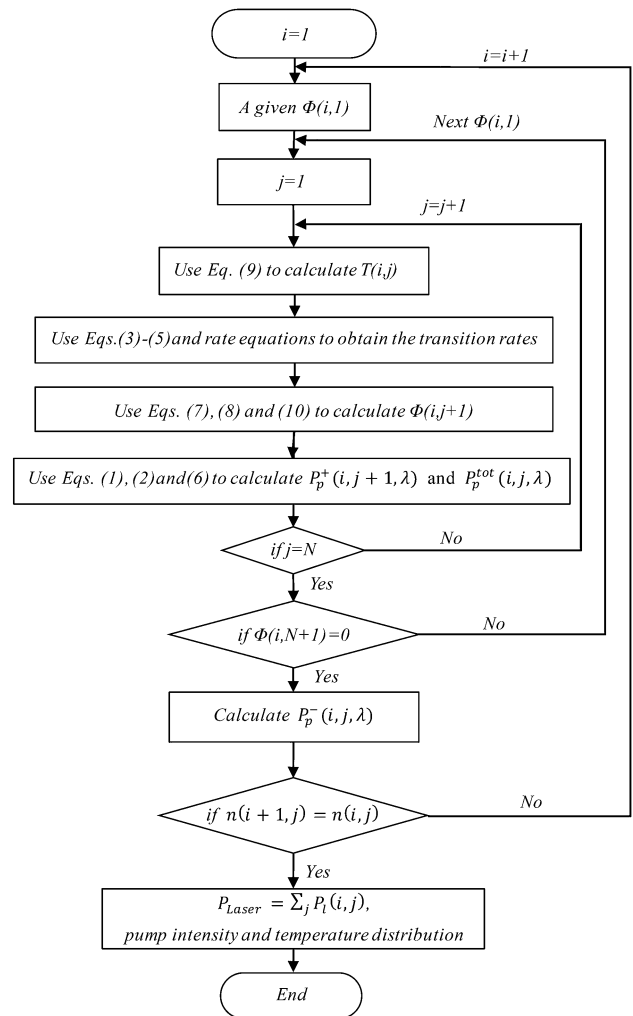 i=1
i=i+1
A given Φ(i,1)
Next Φ(i,1)
j=1
j=j+1
Use Eq. (9) to calculate T(i,j)
Use Eqs.(3)-(5)and rate equations to obtain the transition rates
Use Eqs. (7), (8) and (10) to calculate Φ(i,j+1)
Use Eqs. (1), (2)and(6) to calculate P_p^+(i, j + 1, λ) and P_p^{tot}(i, j, λ)
if j=N
No
Yes
if Φ(i,N+1)=0
No
Yes
Calculate P_p^−(i, j, λ)
if n(i + 1, j) = n(i, j)
No
Yes
P_{Laser} = ∑_j P_l(i, j),
pump intensity and temperature distribution
End